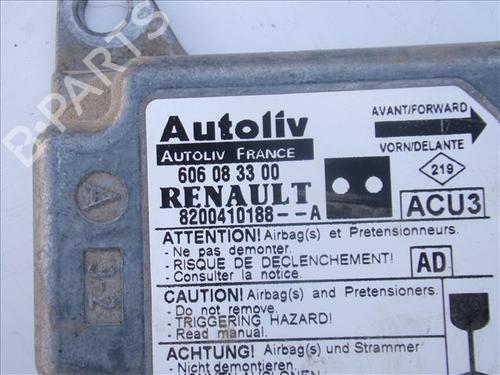 B-PARTS
Autoliv
AUTOLIV FRANCE
606 08 33 00
RENAULT
8200410188--A
AVANT/FORWARD
VORN/DELANTE
219
ACU3
ATTENTION! Airbag(s) et Pretensionneurs.
- Ne pas demonter.
- RISQUE DE DECLENCHEMENT!
- Consulter la notice.
AD
CAUTION! Airbag(s) and Pretensioners.
- Do not remove.
- TRIGGERING HAZARD!
- Read manual.
ACHTUNG! Airbag(s) und Strammer
- Nicht demontieren.
A